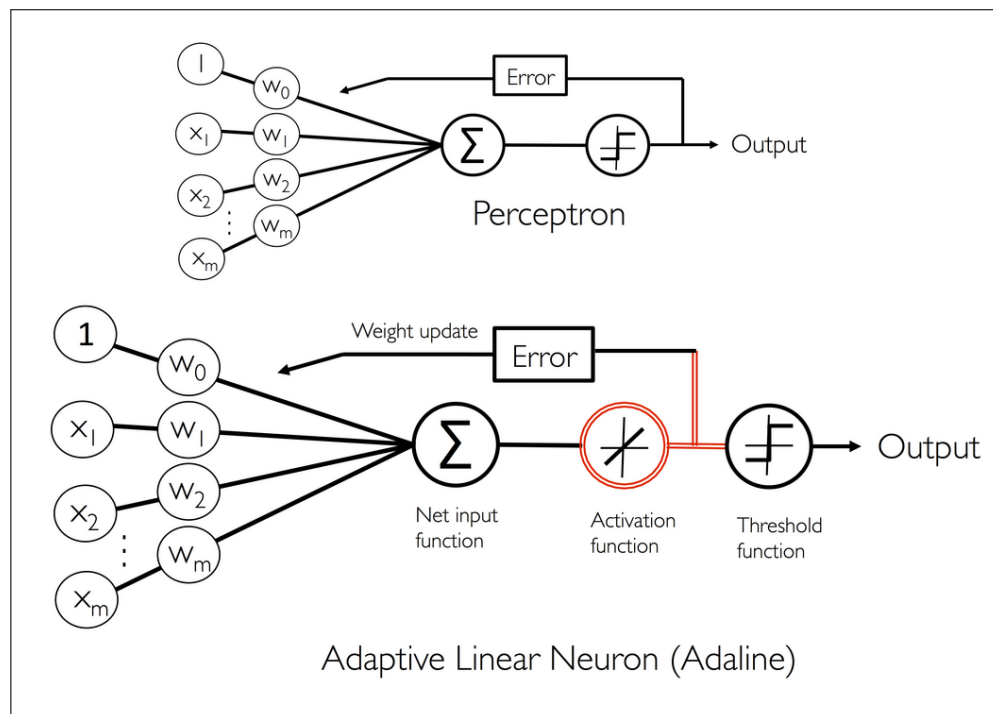 1
w₀
Error
x₁
w₁
Σ
Output
x₂
w₂
Perceptron
⋮
wₘ
xₘ
1
Weight update
Error
w₀
x₁
w₁
Σ
Output
x₂
w₂
Net input
function
Activation
function
Threshold
function
⋮
wₘ
xₘ
Adaptive Linear Neuron (Adaline)